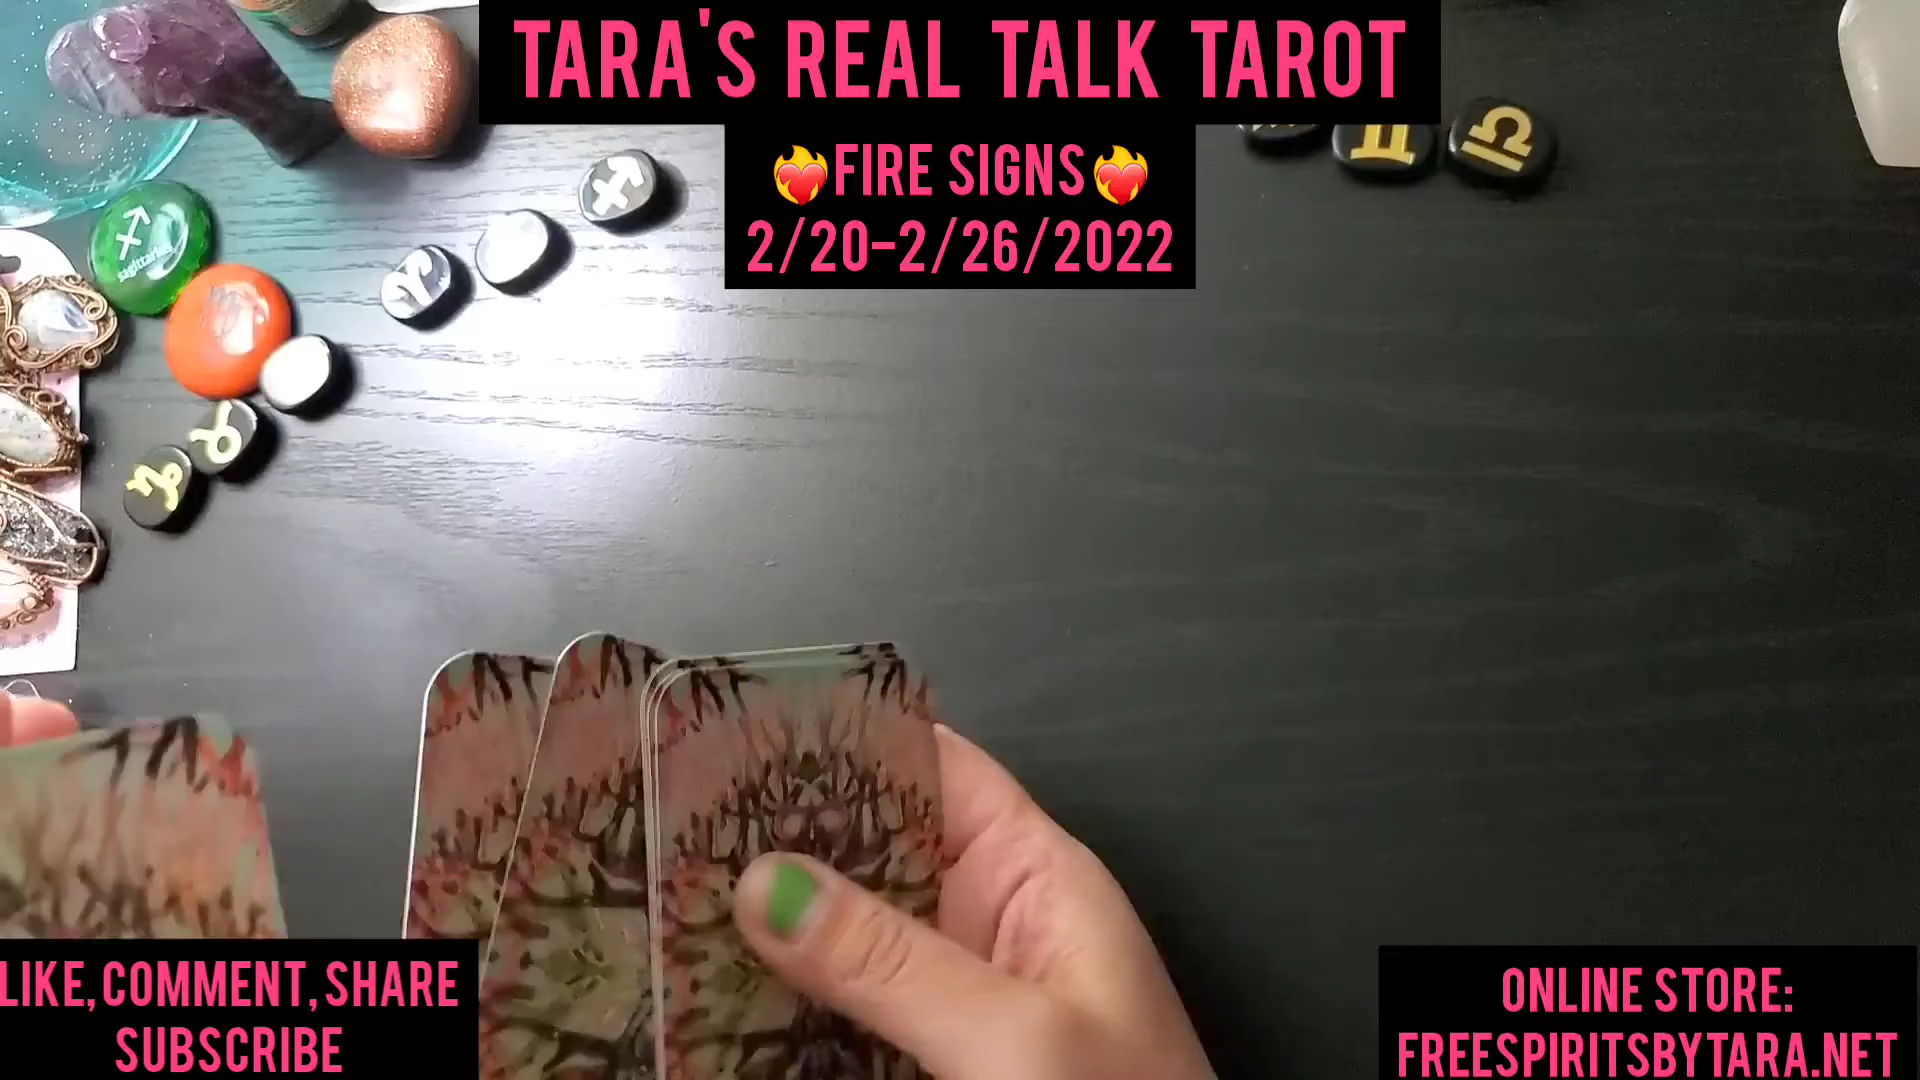 TARA'S REAL TALK TAROT
❤️‍🔥FIRE SIGNS❤️‍🔥
2/20-2/26/2022
♐
sagittarius
♐
♈
♊
♎
♉
♑
LIKE, COMMENT, SHARE
SUBSCRIBE
ONLINE STORE:
FREESPIRITSBYTARA.NET